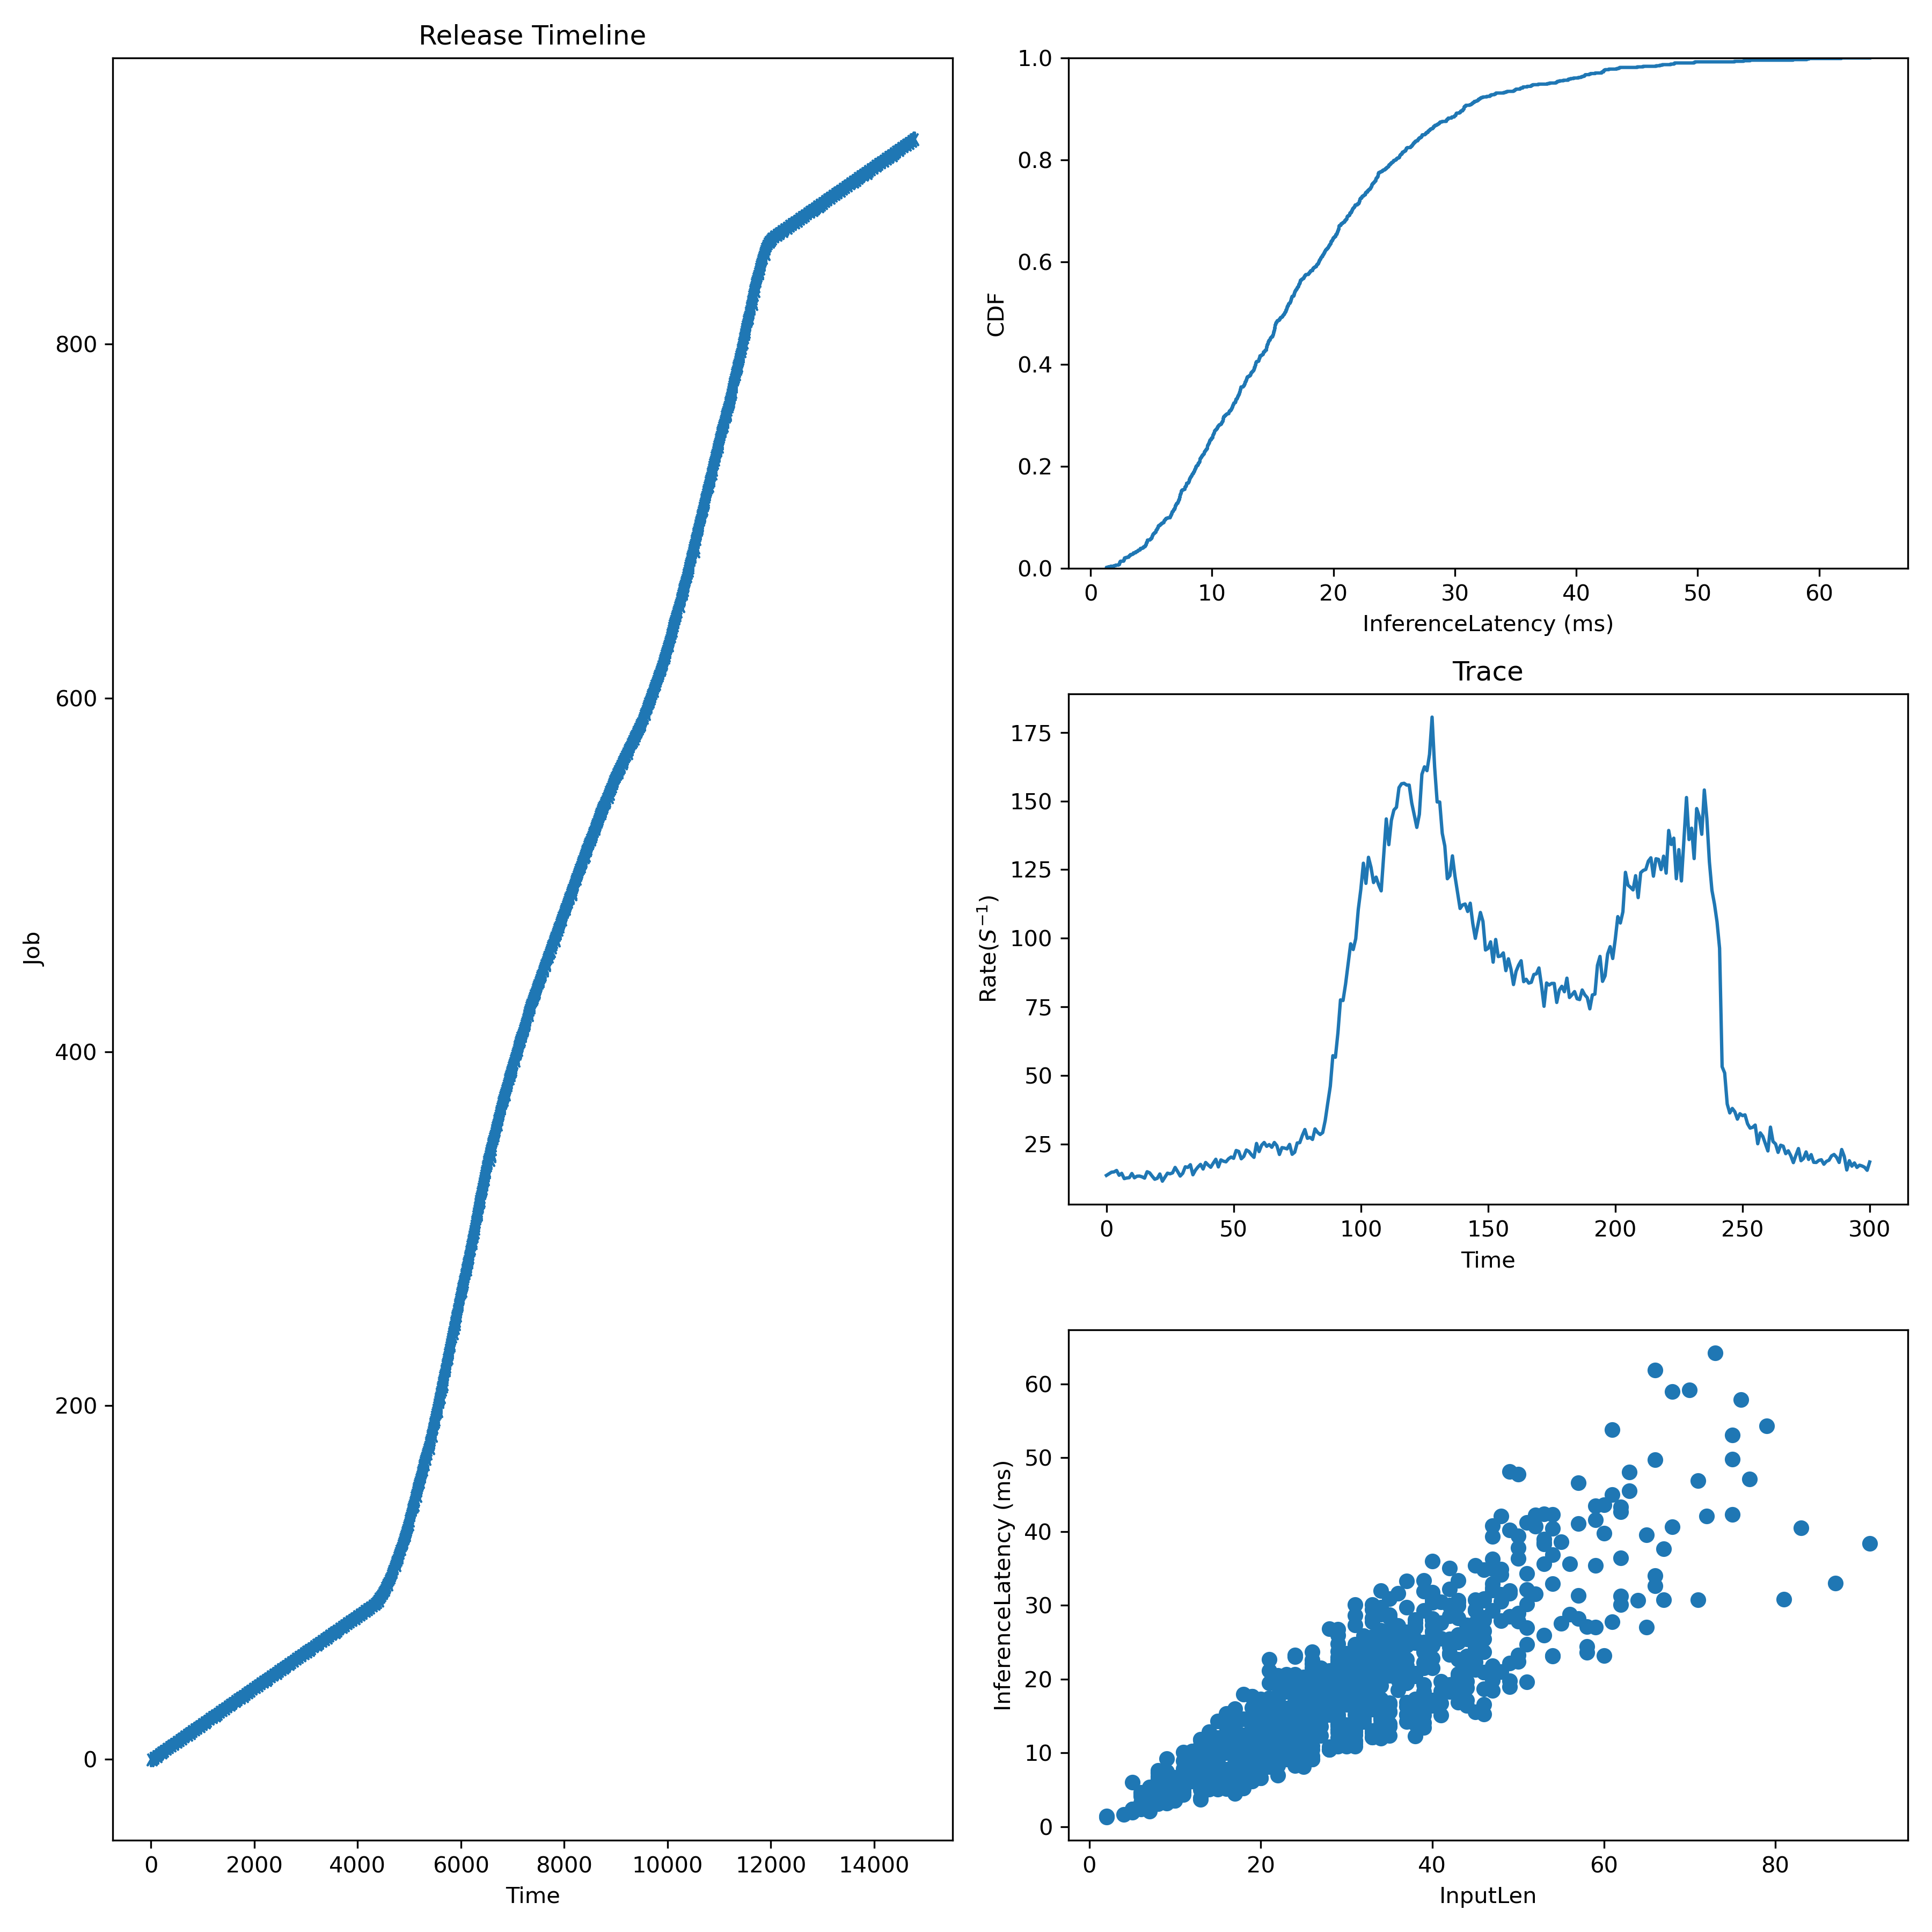 Release Timeline
Job
800
600
400
200
0
0 2000 4000 6000 8000 10000 12000 14000
Time
CDF
1.0
0.8
0.6
0.4
0.2
0.0
0 10 20 30 40 50 60
InferenceLatency (ms)
Trace
Rate(S⁻¹)
175
150
125
100
75
50
25
0 50 100 150 200 250 300
Time
InferenceLatency (ms)
60
50
40
30
20
10
0
0 20 40 60 80
InputLen